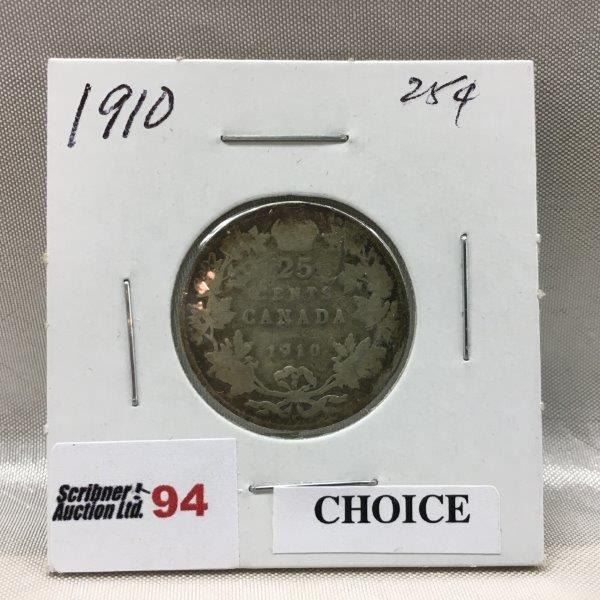 1910 25¢
25
CENTS
CANADA
1910
Scribner
Auction Ltd. 94
CHOICE